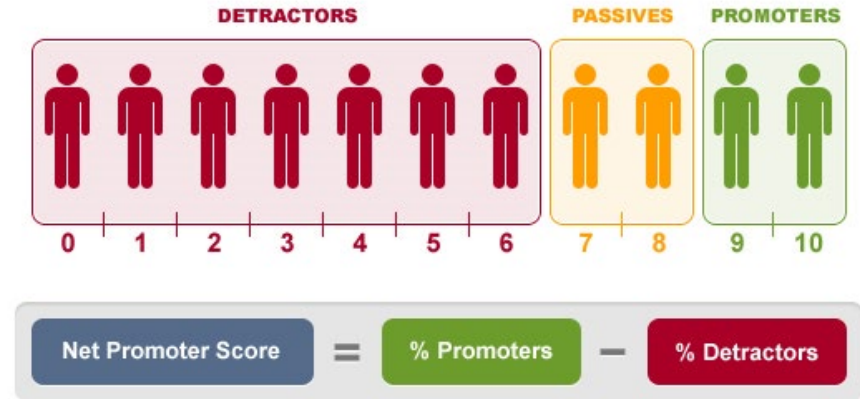 DETRACTORS PASSIVES PROMOTERS
0 1 2 3 4 5 6 7 8 9 10
Net Promoter Score = % Promoters − % Detractors